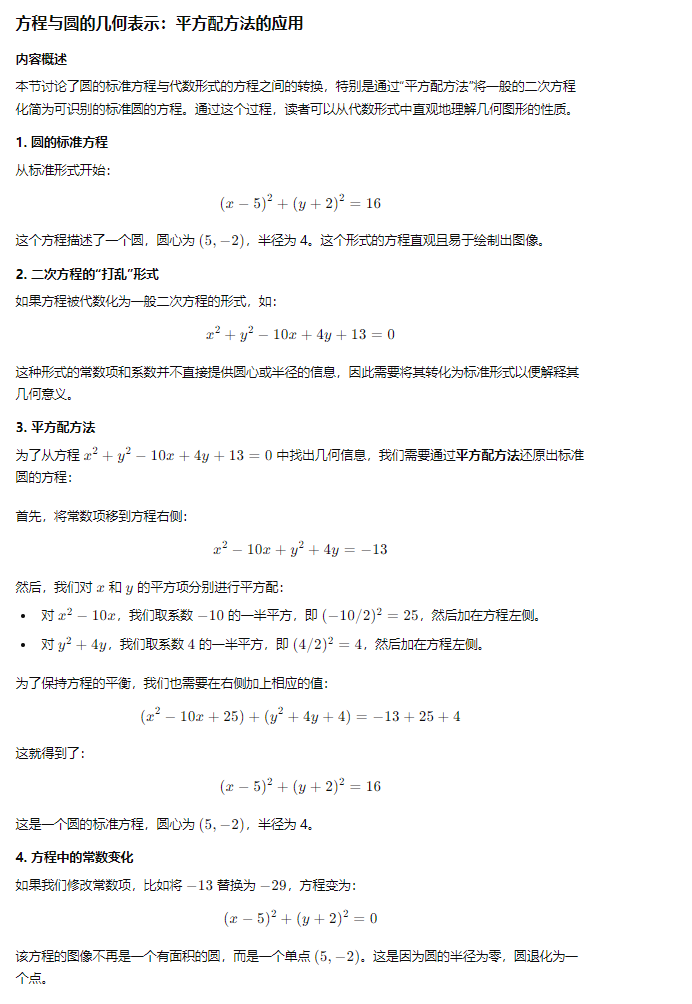 方程与圆的几何表示：平方配方法的应用
内容概述
本节讨论了圆的标准方程与代数形式的方程之间的转换，特别是通过“平方配方法”将一般的二次方程
化简为可识别的标准圆的方程。通过这个过程，读者可以从代数形式中直观地理解几何图形的性质。
1. 圆的标准方程
从标准形式开始：
(x − 5)² + (y + 2)² = 16
这个方程描述了一个圆，圆心为 (5, −2)，半径为 4。这个形式的方程直观且易于绘制出图像。
2. 二次方程的“打乱”形式
如果方程被代数化为一般二次方程的形式，如：
x² + y² − 10x + 4y + 13 = 0
这种形式的常数项和系数并不直接提供圆心或半径的信息，因此需要将其转化为标准形式以便解释其
几何意义。
3. 平方配方法
为了从方程 x² + y² − 10x + 4y + 13 = 0 中找出几何信息，我们需要通过平方配方法还原出标准
圆的方程：
首先，将常数项移到方程右侧：
x² − 10x + y² + 4y = −13
然后，我们对 x 和 y 的平方项分别进行平方配：
• 对 x² − 10x，我们取系数 −10 的一半平方，即 (−10/2)² = 25，然后加在方程左侧。
• 对 y² + 4y，我们取系数 4 的一半平方，即 (4/2)² = 4，然后加在方程左侧。
为了保持方程的平衡，我们也需要在右侧加上相应的值：
(x² − 10x + 25) + (y² + 4y + 4) = −13 + 25 + 4
这就得到了：
(x − 5)² + (y + 2)² = 16
这是一个圆的标准方程，圆心为 (5, −2)，半径为 4。
4. 方程中的常数变化
如果我们修改常数项，比如将 −13 替换为 −29，方程变为：
(x − 5)² + (y + 2)² = 0
该方程的图像不再是一个有面积的圆，而是一个单点 (5, −2)。这是因为圆的半径为零，圆退化为一
个点。